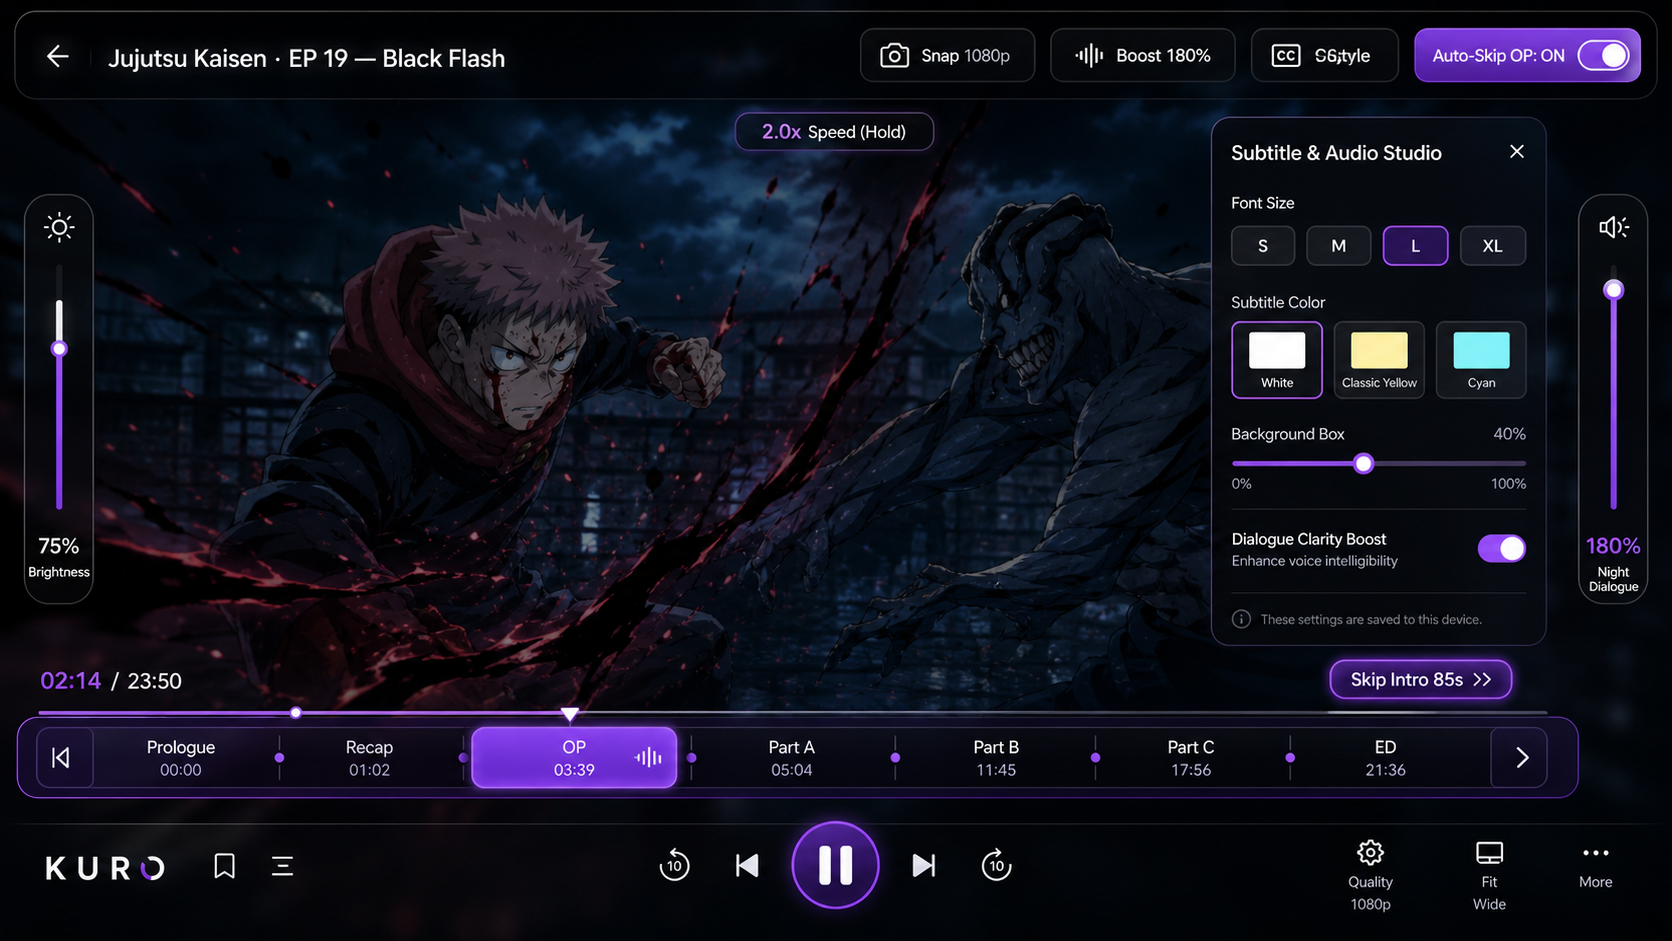 Jujutsu Kaisen · EP 19 — Black Flash
Snap 1080p
Boost 180%
CC
Auto-Skip OP: ON
2.0x Speed (Hold)
Subtitle & Audio Studio
Font Size
S M L XL
Subtitle Color
White Classic Yellow Cyan
Background Box 40%
0% 100%
Dialogue Clarity Boost
Enhance voice intelligibility
These settings are saved to this device.
75%
Brightness
180%
Night
Dialogue
02:14 / 23:50
Skip Intro 85s
Prologue
00:00
Recap
01:02
OP
03:39
Part A
05:04
Part B
11:45
Part C
17:56
ED
21:36
KURO
10
10
Quality
1080p
Fit
Wide
More